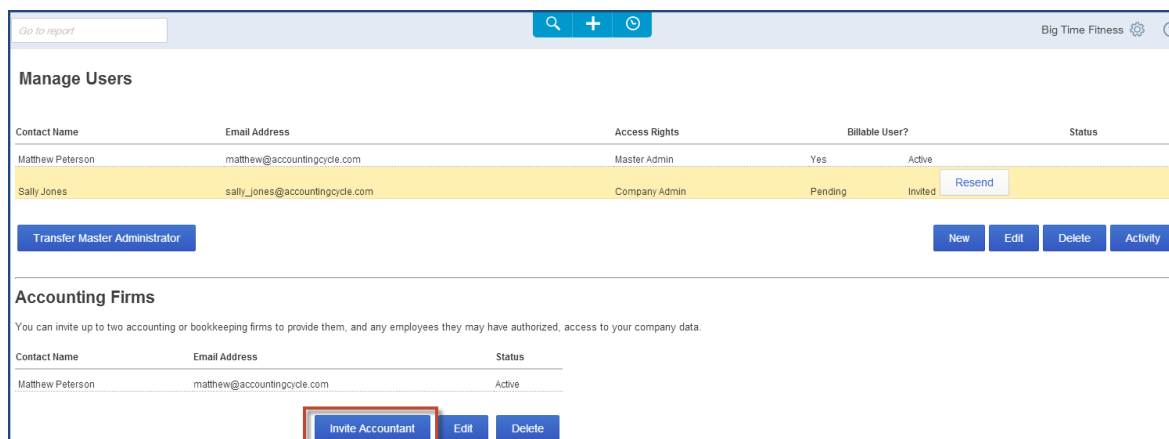 Go to report
Big Time Fitness
Manage Users
Contact Name Email Address Access Rights Billable User? Status
Matthew Peterson matthew@accountingcycle.com Master Admin Yes Active
Sally Jones sally_jones@accountingcycle.com Company Admin Pending Invited Resend
Transfer Master Administrator New Edit Delete Activity
Accounting Firms
You can invite up to two accounting or bookkeeping firms to provide them, and any employees they may have authorized, access to your company data.
Contact Name Email Address Status
Matthew Peterson matthew@accountingcycle.com Active
Invite Accountant Edit Delete